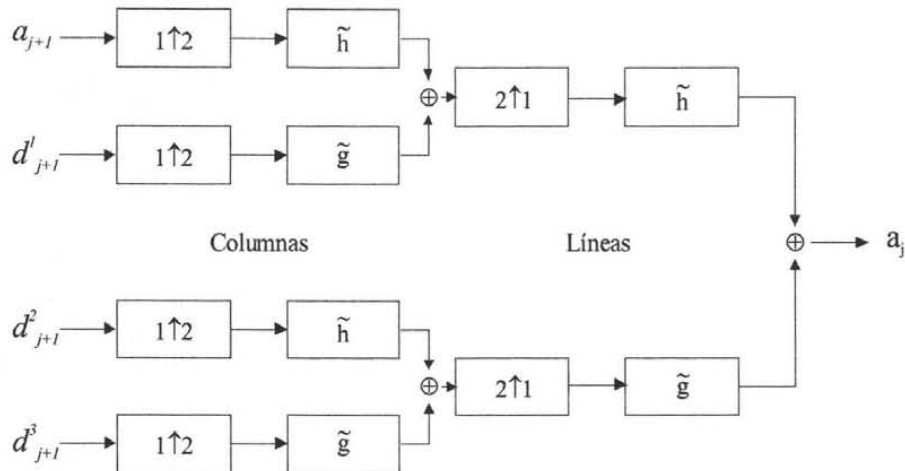 a_{j+1} 1↑2 h̃
2↑1 h̃
d^1_{j+1} 1↑2 g̃
Columnas Líneas a_j
d^2_{j+1} 1↑2 h̃
2↑1 g̃
d^3_{j+1} 1↑2 g̃